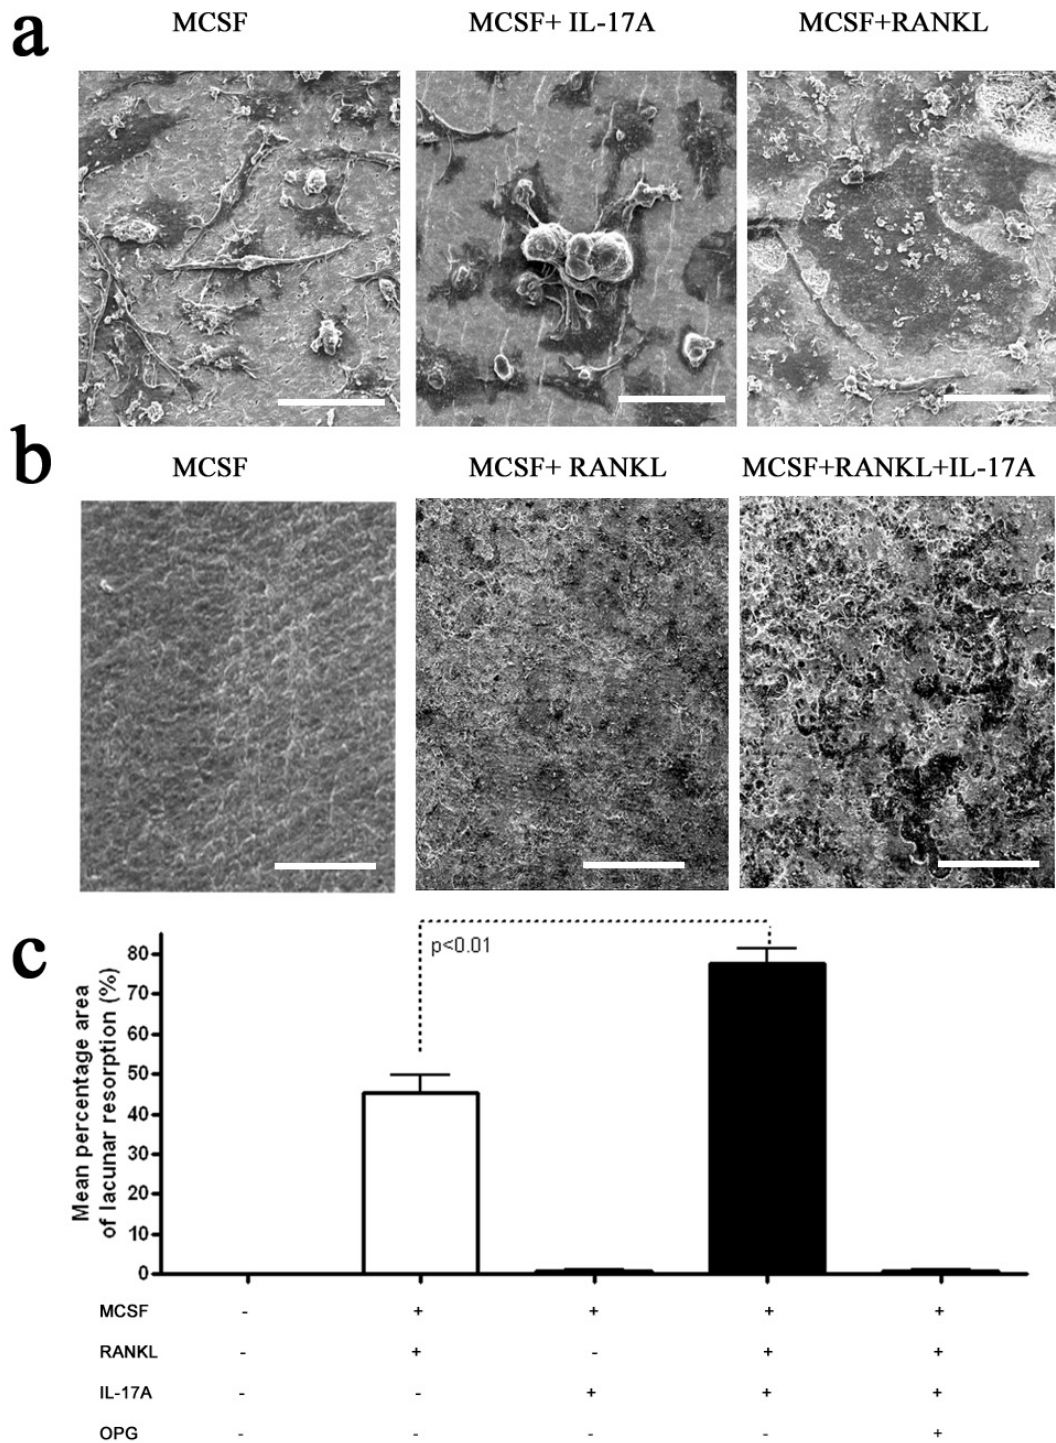 a
MCSF
MCSF+ IL-17A
MCSF+RANKL
b
MCSF
MCSF+ RANKL
MCSF+RANKL+IL-17A
c
p<0.01
Mean percentage area
of lacunar resorption (%)
80
70
60
50
40
30
20
10
0
MCSF - + + + +
RANKL - + - + +
IL-17A - - + + +
OPG - - - - +